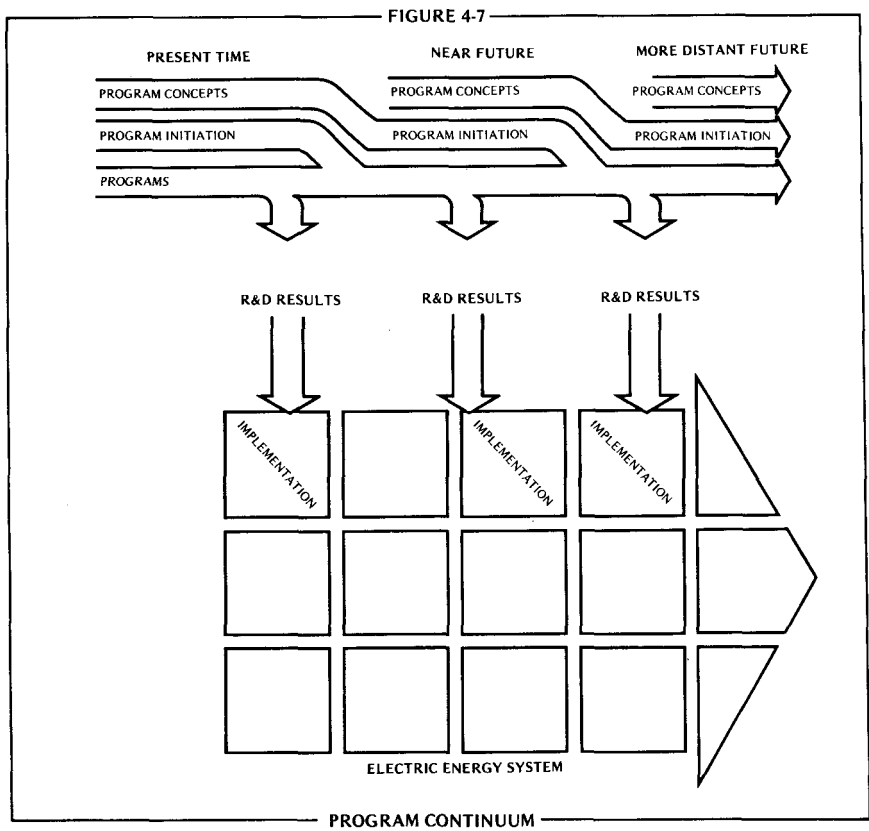 FIGURE 4-7
PRESENT TIME
NEAR FUTURE
MORE DISTANT FUTURE
PROGRAM CONCEPTS
PROGRAM CONCEPTS
PROGRAM CONCEPTS
PROGRAM INITIATION
PROGRAM INITIATION
PROGRAM INITIATION
PROGRAMS
R&D RESULTS
R&D RESULTS
R&D RESULTS
IMPLEMENTATION
IMPLEMENTATION
IMPLEMENTATION
ELECTRIC ENERGY SYSTEM
PROGRAM CONTINUUM